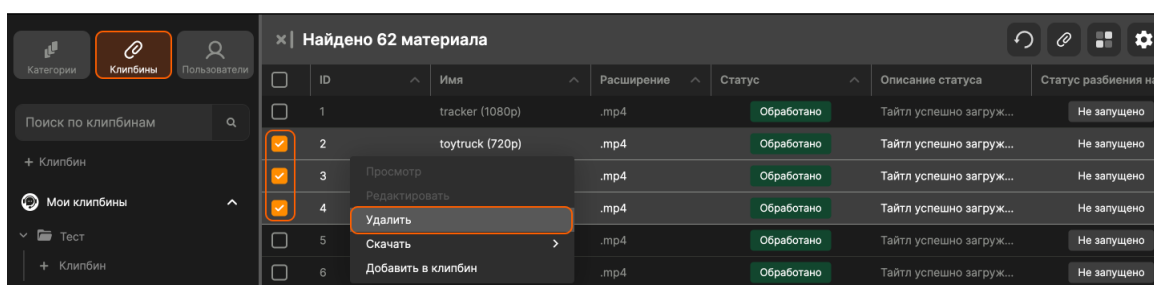 Категории
Клипбины
Пользователи
Поиск по клипбинам
+ Клипбин
Мои клипбины
Тест
+ Клипбин
Найдено 62 материала
ID Имя Расширение Статус Описание статуса Статус разбиения на
1 tracker (1080p) .mp4 Обработано Тайтл успешно загруж... Не запущено
2 toytruck (720p) .mp4 Обработано Тайтл успешно загруж... Не запущено
3 .mp4 Обработано Тайтл успешно загруж... Не запущено
4 .mp4 Обработано Тайтл успешно загруж... Не запущено
5 .mp4 Обработано Тайтл успешно загруж... Не запущено
6 .mp4 Обработано Тайтл успешно загруж... Не запущено
Просмотр
Редактировать
Удалить
Скачать
Добавить в клипбин